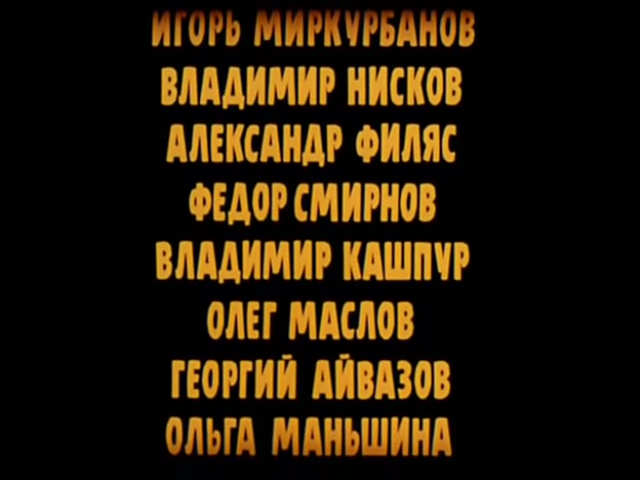 ИГОРЬ МИРКУРБАНОВ
ВЛАДИМИР НИСКОВ
АЛЕКСАНДР ФИЛЯС
ФЕДОР СМИРНОВ
ВЛАДИМИР КАШПУР
ОЛЕГ МАСЛОВ
ГЕОРГИЙ АЙВАЗОВ
ОЛЬГА МАНЬШИНА